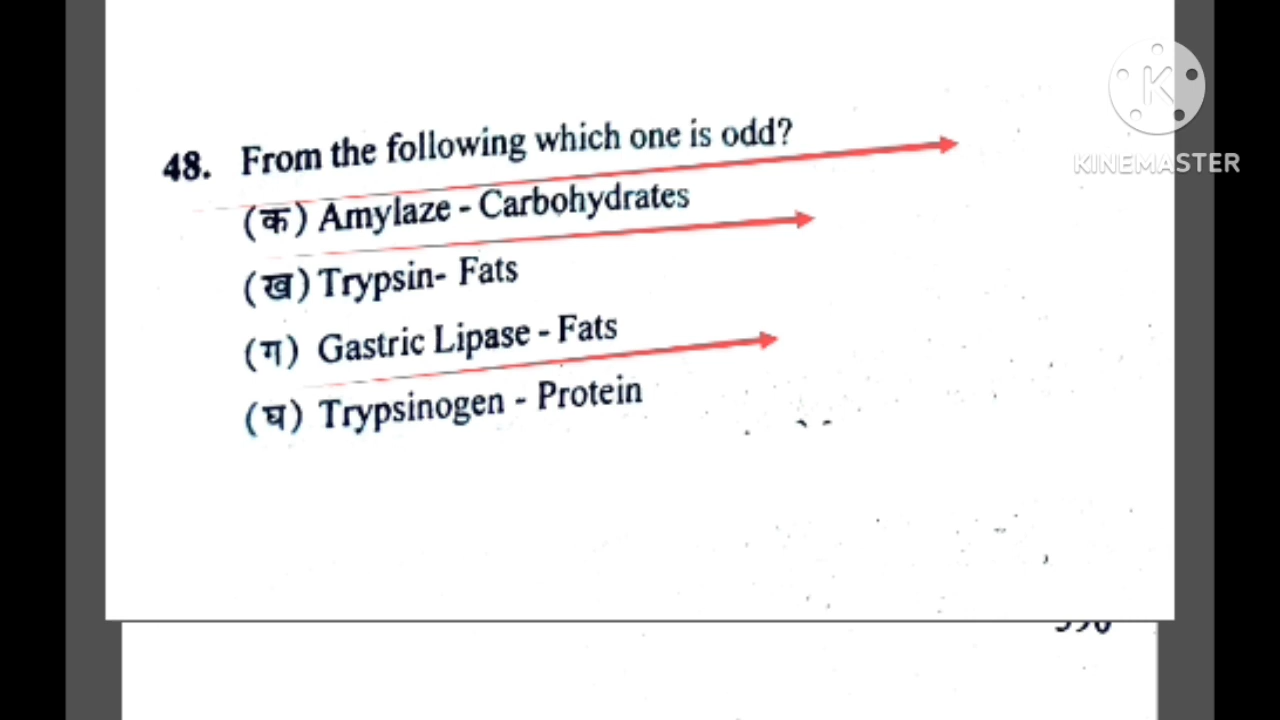 KINEMASTER
48. From the following which one is odd?
(क) Amylaze - Carbohydrates
(ख) Trypsin- Fats
(ग) Gastric Lipase - Fats
(घ) Trypsinogen - Protein